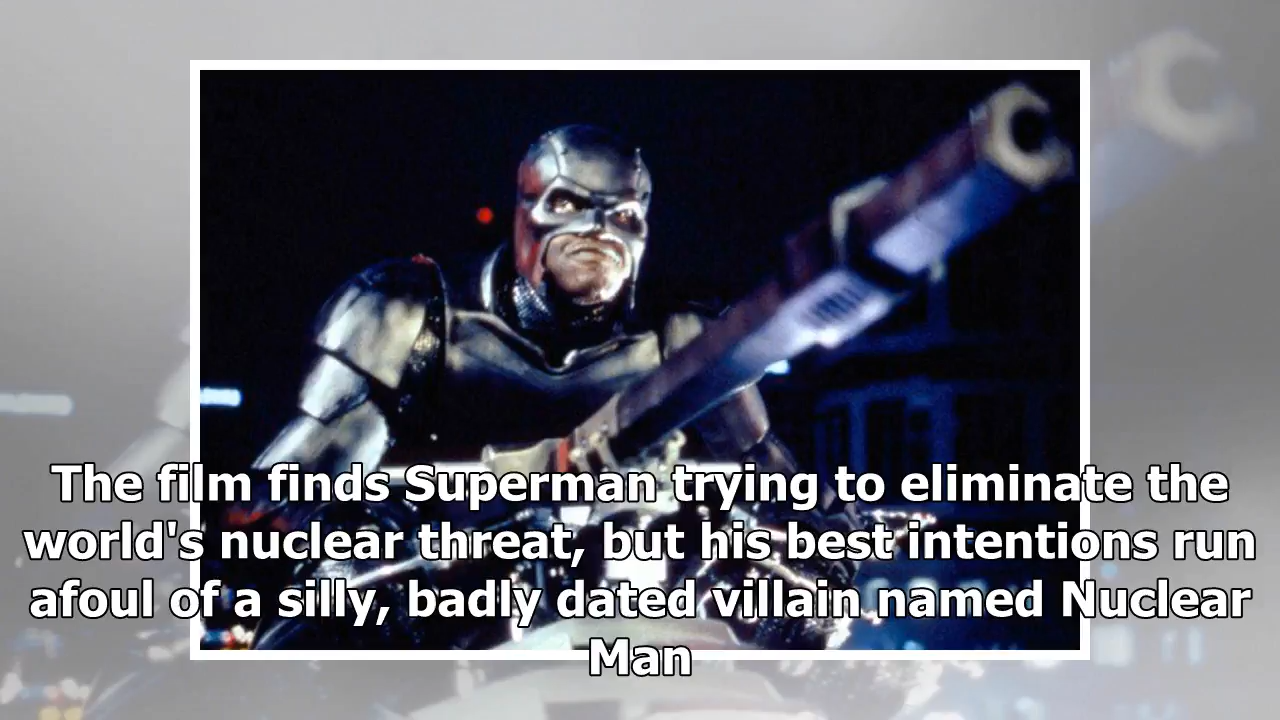 The film finds Superman trying to eliminate the
world's nuclear threat, but his best intentions run
afoul of a silly, badly dated villain named Nuclear
Man